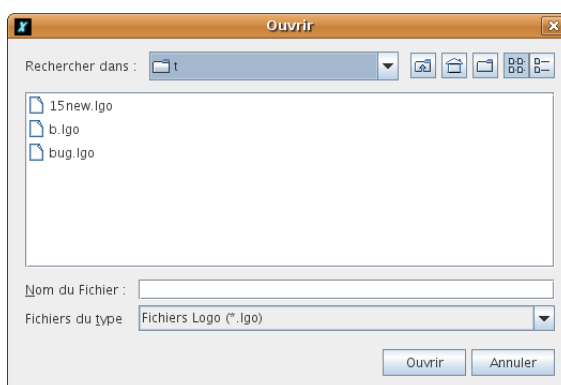 Ouvrir
Rechercher dans : t
15new.lgo
b.lgo
bug.lgo
Nom du Fichier :
Fichiers du type Fichiers Logo (*.lgo)
Ouvrir Annuler